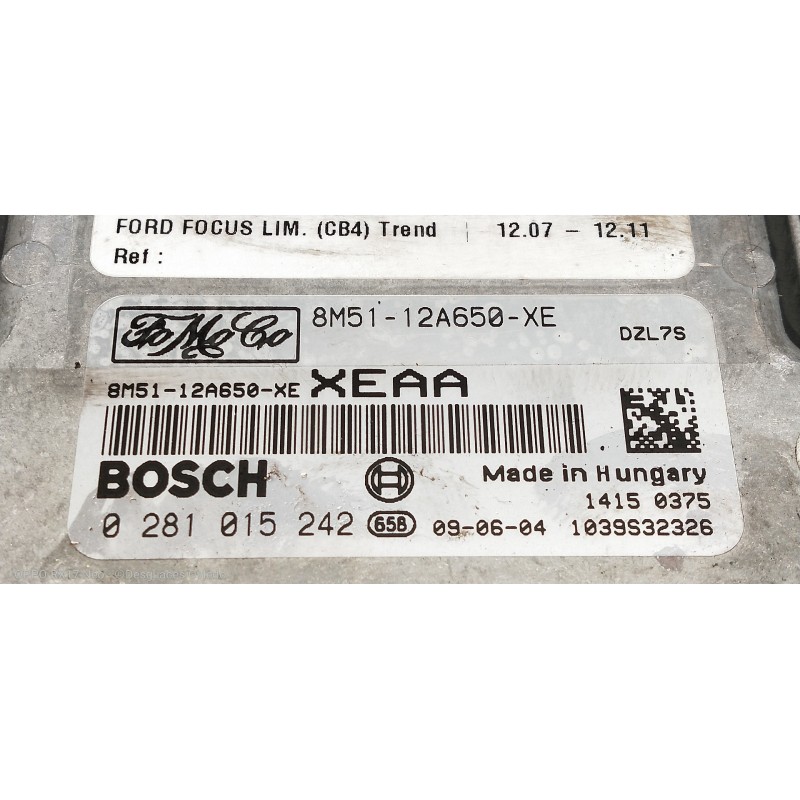 FORD FOCUS LIM. (CB4) Trend | 12.07 – 12.11
Ref :
FoMoCo
8M51-12A650-XE
DZL7S
8M51-12A650-XE XEAA
BOSCH
Made in Hungary
1415 0375
0 281 015 242 658 09-06-04 1039S32326